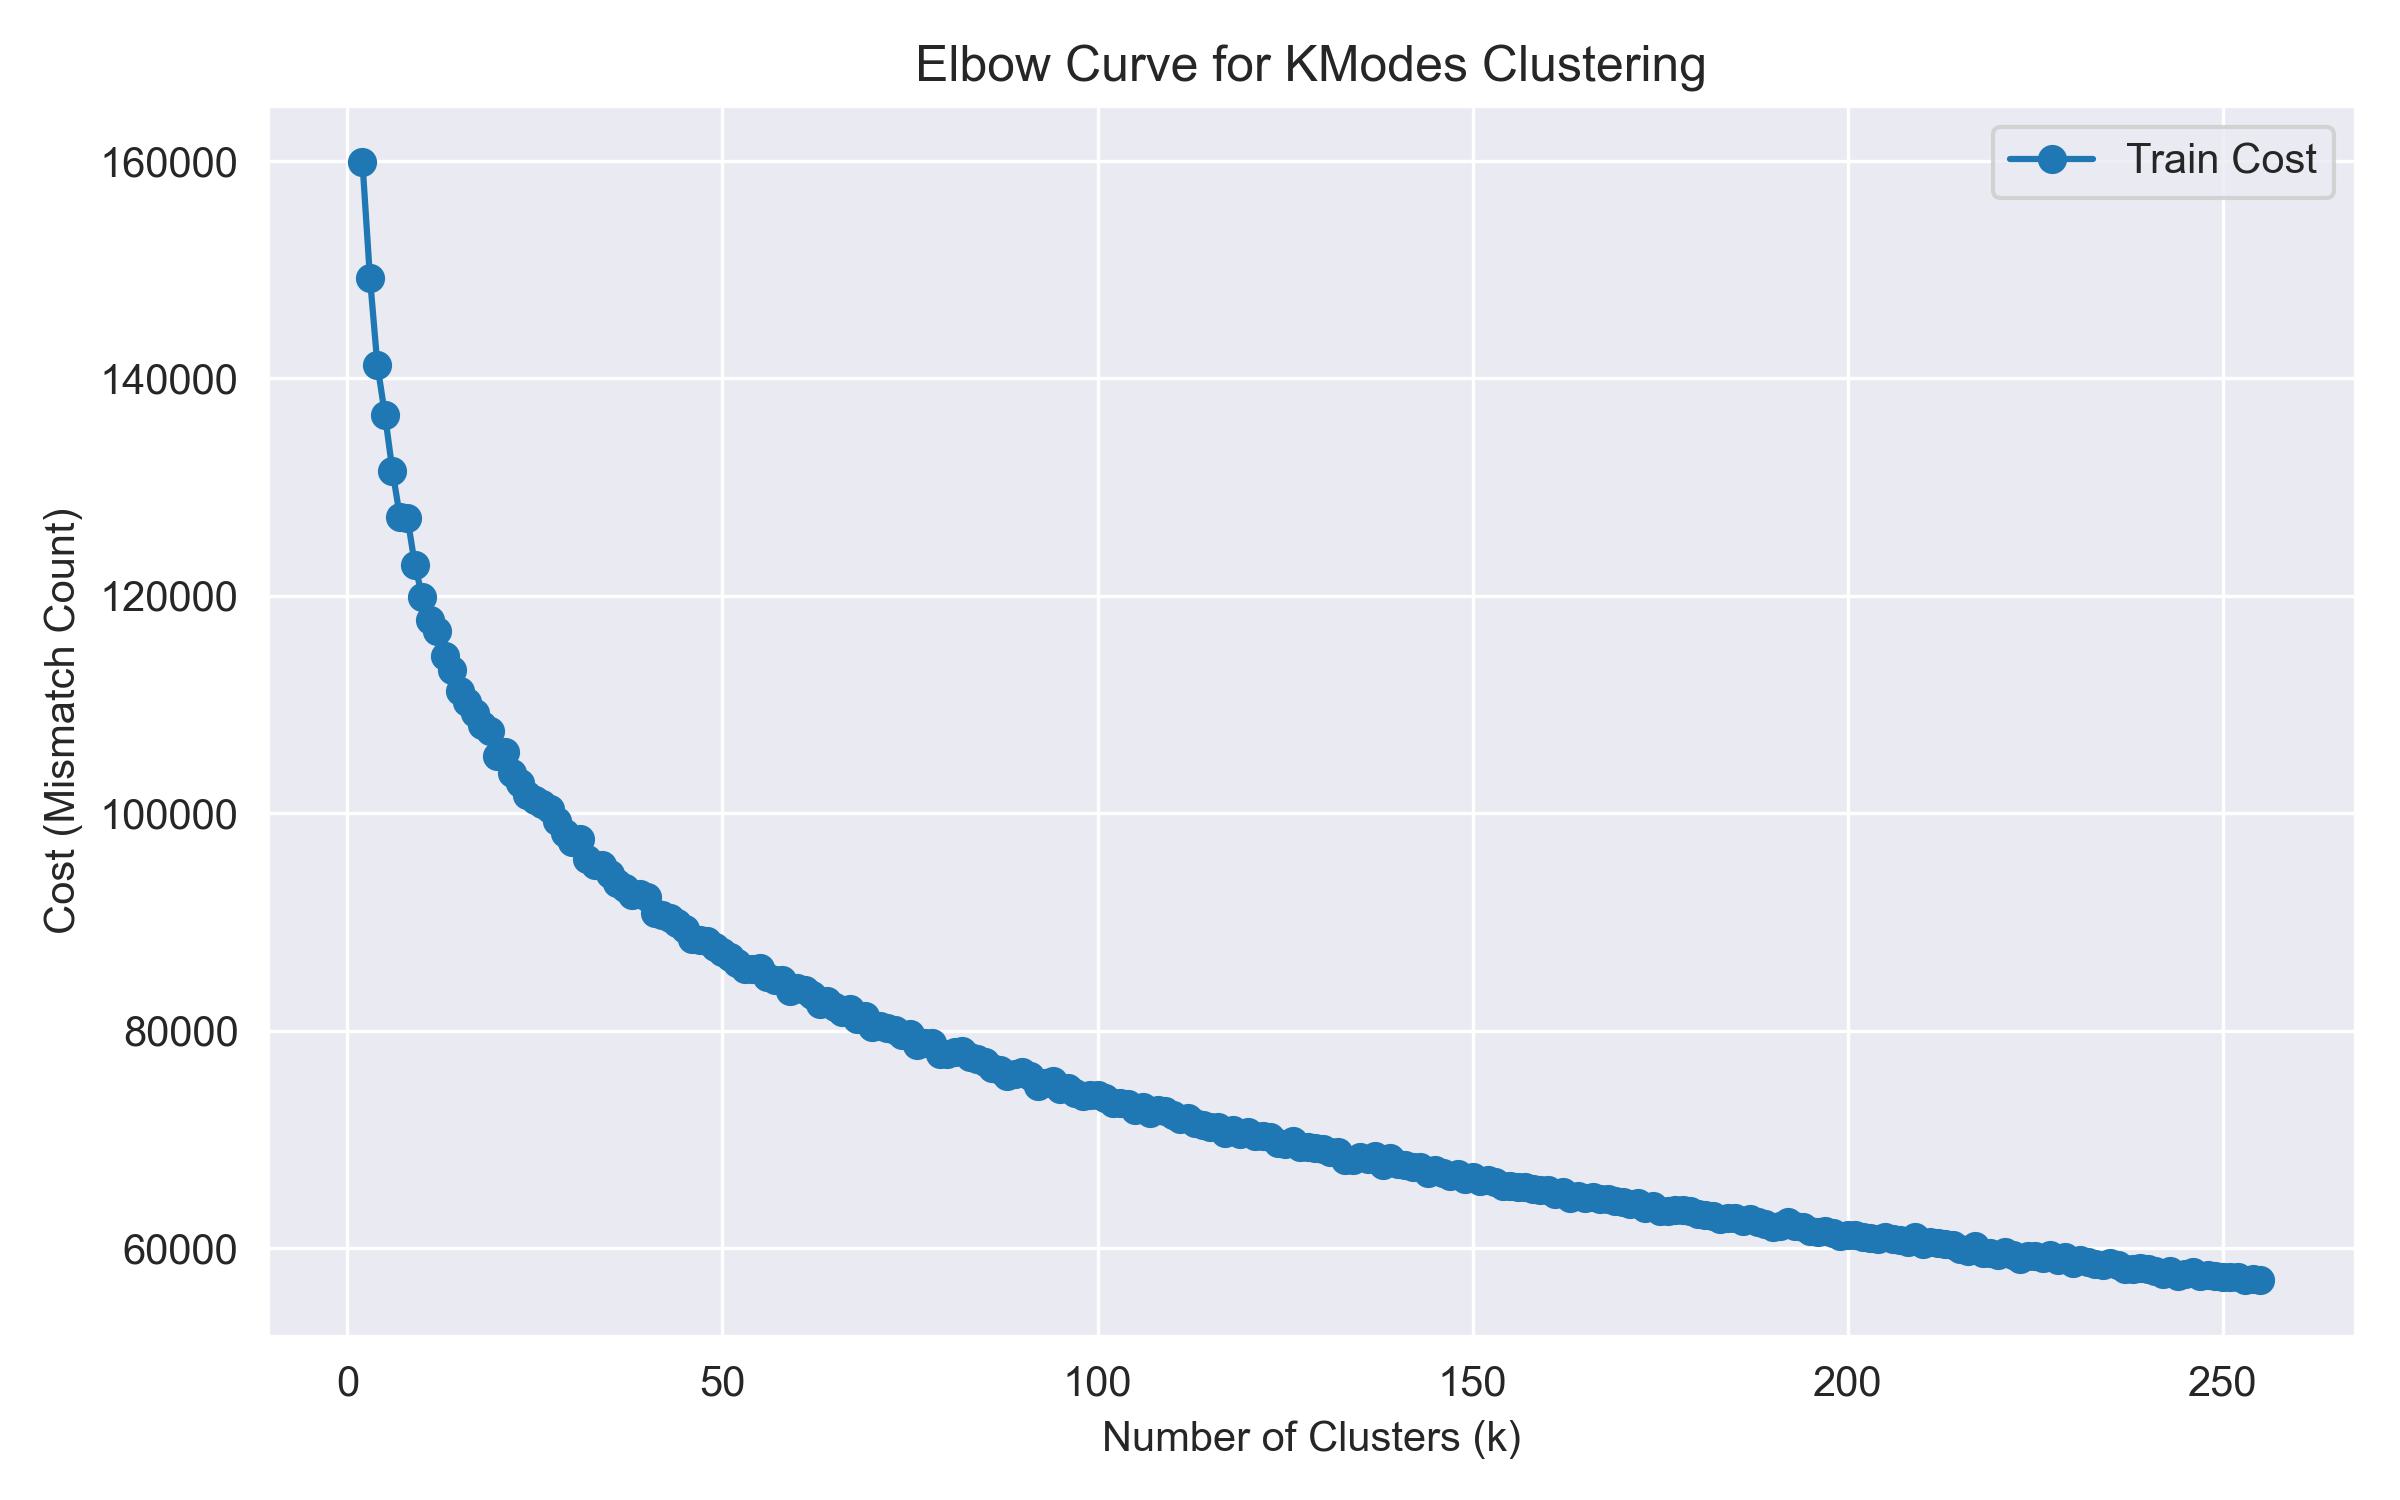 Elbow Curve for KModes Clustering
Train Cost
Cost (Mismatch Count)
160000
140000
120000
100000
80000
60000
0 50 100 150 200 250
Number of Clusters (k)